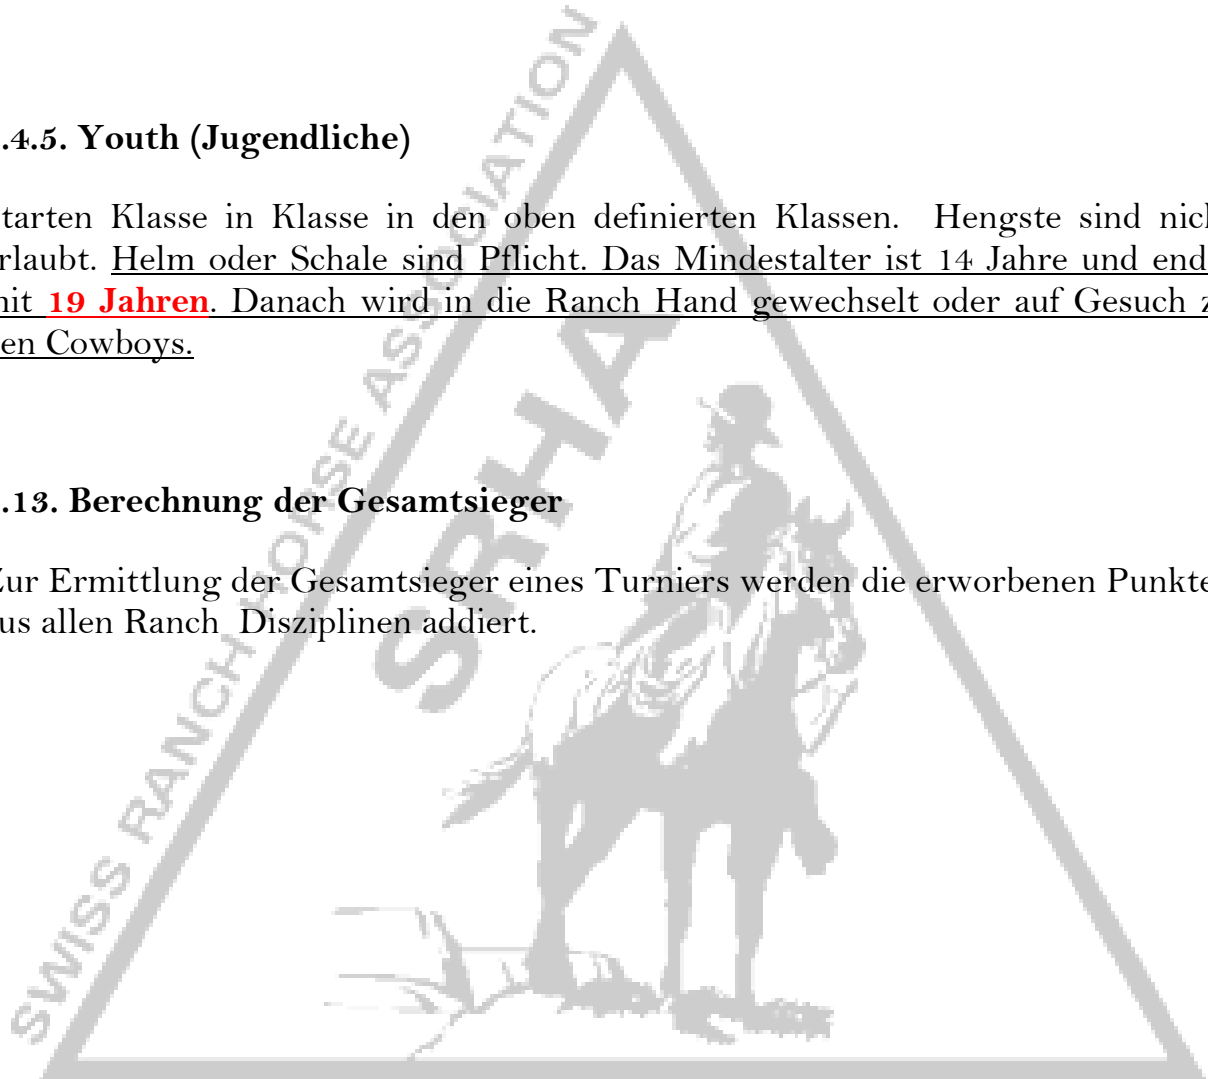 .4.5. Youth (Jugendliche)
tarten Klasse in Klasse in den oben definierten Klassen. Hengste sind nich
rlaubt. Helm oder Schale sind Pflicht. Das Mindestalter ist 14 Jahre und end
nit 19 Jahren. Danach wird in die Ranch Hand gewechselt oder auf Gesuch z
en Cowboys.
.13. Berechnung der Gesamtsieger
Zur Ermittlung der Gesamtsieger eines Turniers werden die erworbenen Punkte
us allen Ranch Disziplinen addiert.
SWISS RANCH HORSE ASSOCIATION
SRHA